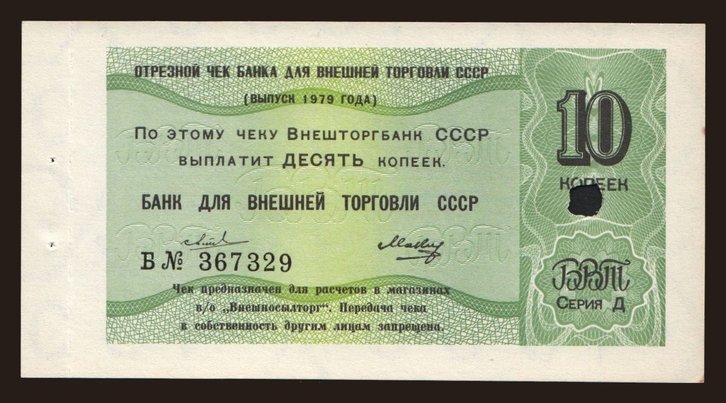 ОТРЕЗНОЙ ЧЕК БАНКА ДЛЯ ВНЕШНЕЙ ТОРГОВЛИ СССР
(ВЫПУСК 1979 ГОДА)
По этому чеку Внешторгбанк СССР
выплатит ДЕСЯТЬ копеек.
БАНК ДЛЯ ВНЕШНЕЙ ТОРГОВЛИ СССР
Б № 367329
Чек предназначен для расчетов в магазинах
в/о „Внешпосылторг". Передача чека
в собственность другим лицам запрещена.
10
КОПЕЕК
БВТ
Серия Д